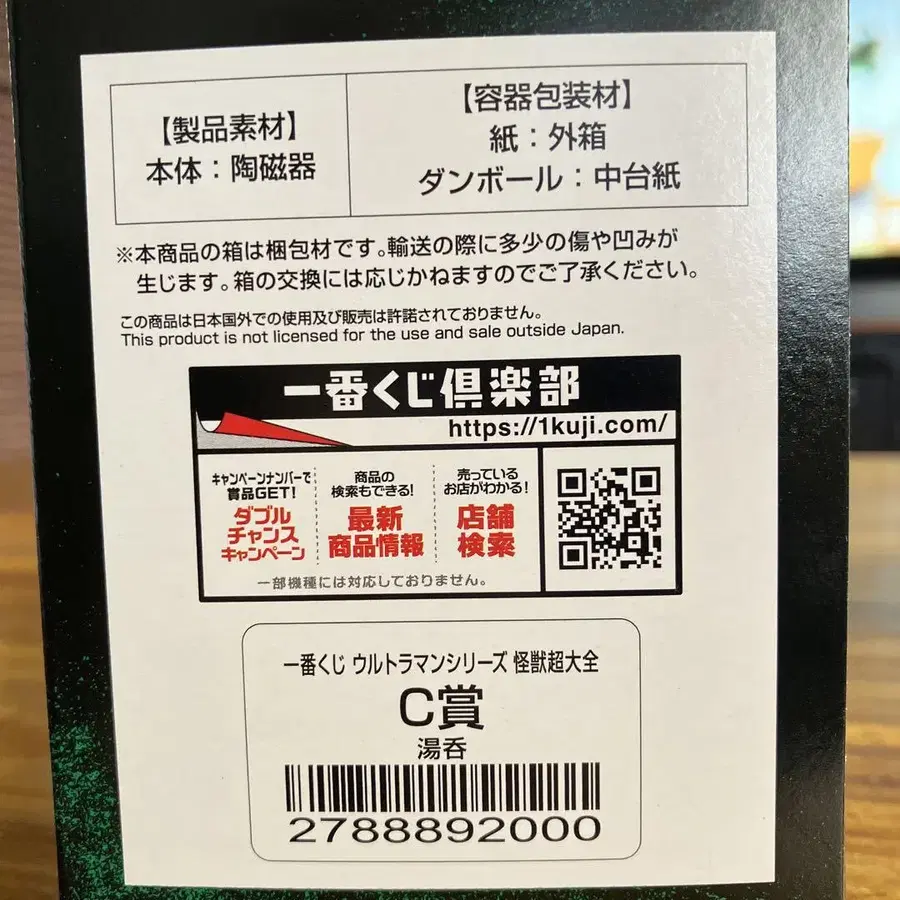 【製品素材】
本体：陶磁器
【容器包装材】
紙：外箱
ダンボール：中台紙
※本商品の箱は梱包材です。輸送の際に多少の傷や凹みが
生じます。箱の交換には応じかねますのでご了承ください。
この商品は日本国外での使用及び販売は許諾されておりません。
This product is not licensed for the use and sale outside Japan.
一番くじ倶楽部
https://1kuji.com/
キャンペーンナンバーで
賞品GET!
ダブル
チャンス
キャンペーン
商品の
検索もできる!
最新
商品情報
売っている
お店がわかる!
店舗
検索
一部機種には対応しておりません。
一番くじ ウルトラマンシリーズ 怪獣超大全
C賞
湯呑
2788892000